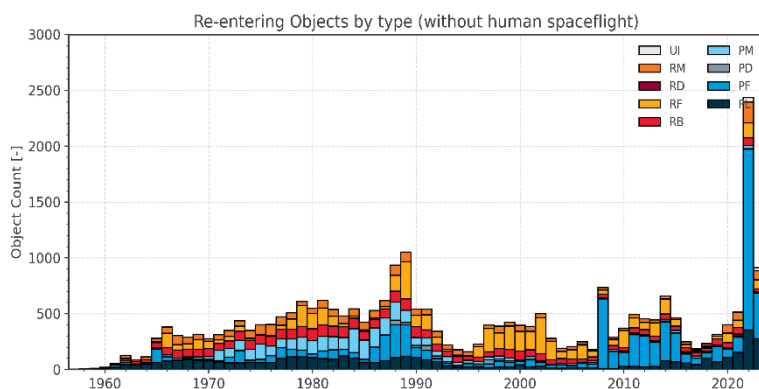 Re-entering Objects by type (without human spaceflight)
3000
2500
2000
1500
1000
500
0
Object Count [-]
UI PM
RM PD
RD PF
RF
RB
1960 1970 1980 1990 2000 2010 2020